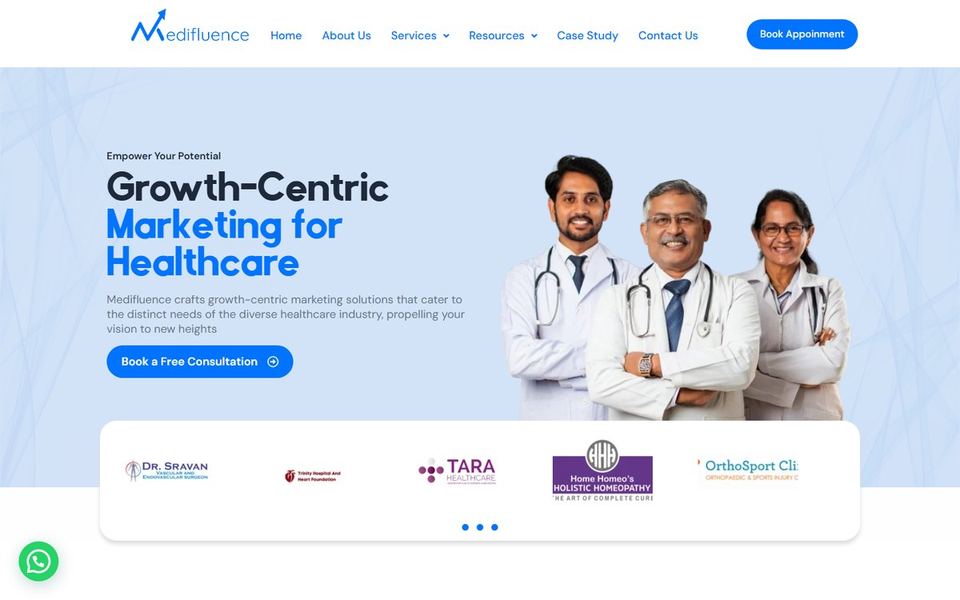 Medifluence
Home
About Us
Services
Resources
Case Study
Contact Us
Book Appoinment
Empower Your Potential
Growth-Centric
Marketing for
Healthcare
Medifluence crafts growth-centric marketing solutions that cater to
the distinct needs of the diverse healthcare industry, propelling your
vision to new heights
Book a Free Consultation
DR. SRAVAN
VASCULAR AND
ENDOVASCULAR SURGEON
Trinity Hospital And
Heart Foundation
TARA
HEALTHCARE
HHH
Home Homeo's
HOLISTIC HOMEOPATHY
THE ART OF COMPLETE CURE
OrthoSport Cli
ORTHOPAEDIC & SPORTS INJURY C